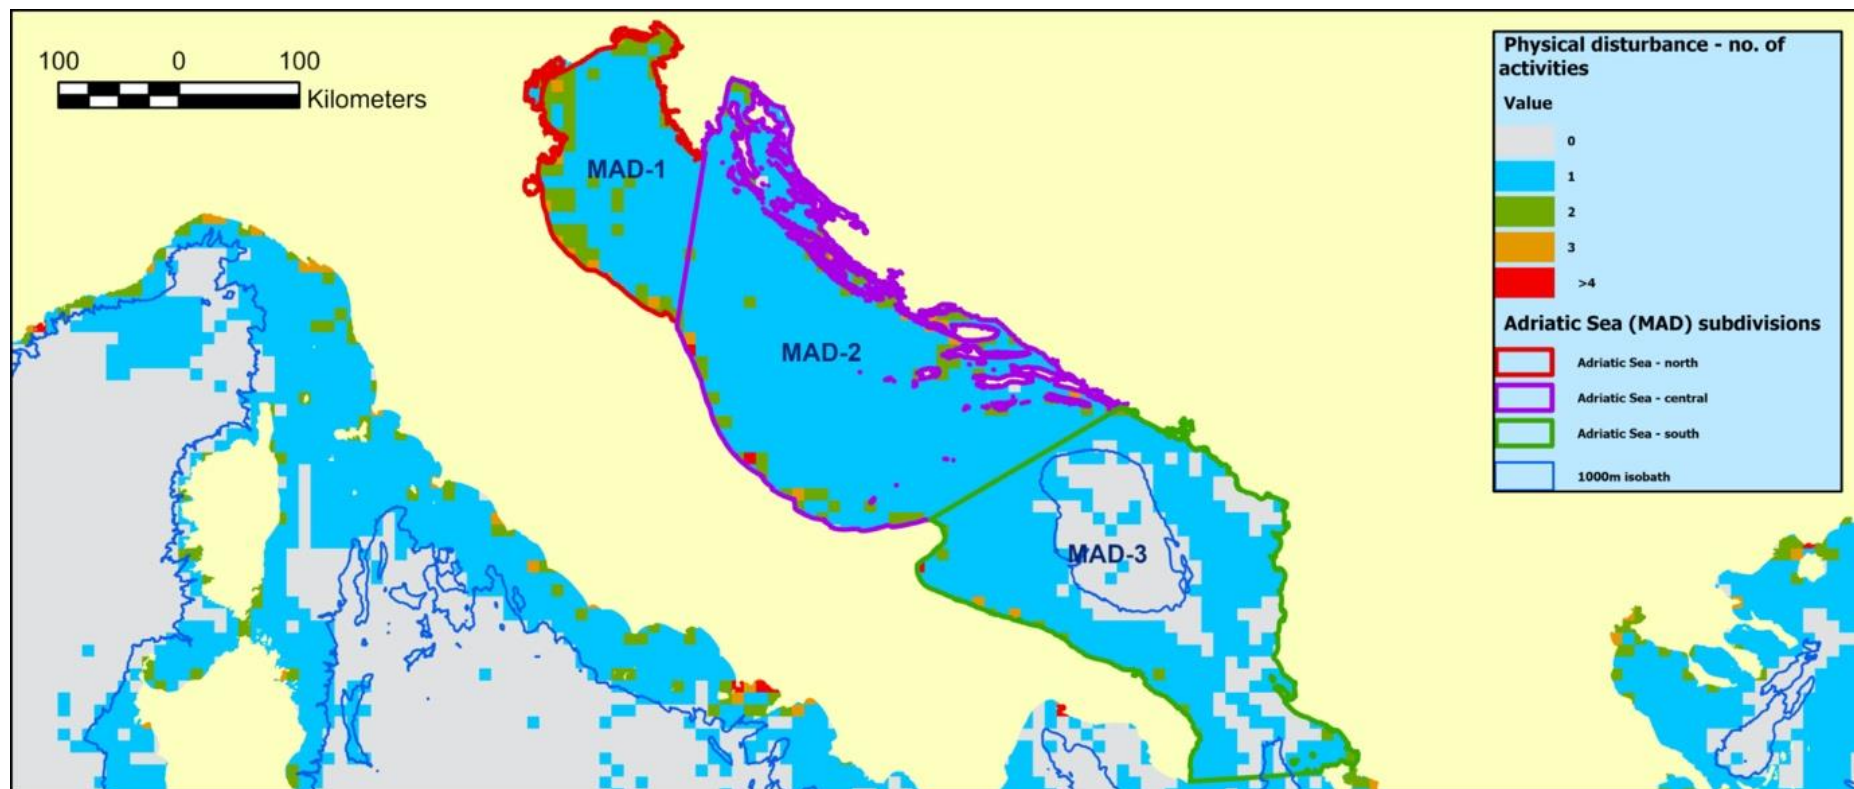 100 0 100
Kilometers
MAD-1
MAD-2
MAD-3
Physical disturbance - no. of
activities
Value
0
1
2
3
>4
Adriatic Sea (MAD) subdivisions
Adriatic Sea - north
Adriatic Sea - central
Adriatic Sea - south
1000m isobath